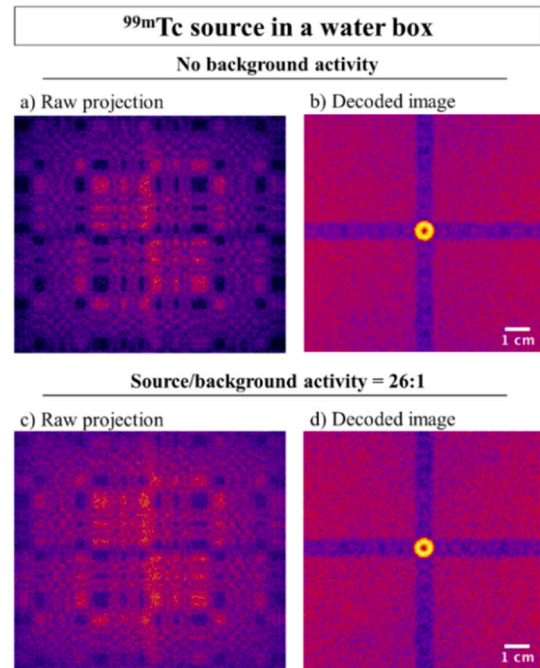 ⁹⁹ᵐTc source in a water box
No background activity
a) Raw projection
b) Decoded image
1 cm
Source/background activity = 26:1
c) Raw projection
d) Decoded image
1 cm